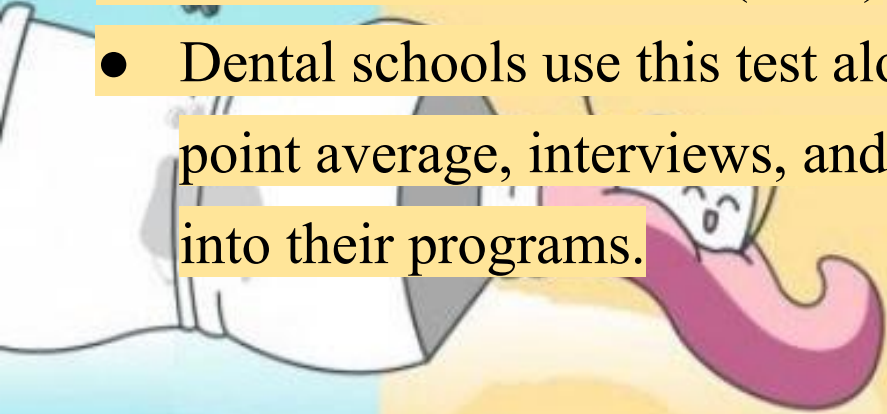 ● Dental schools use this test
point average, interviews, and
into their programs.